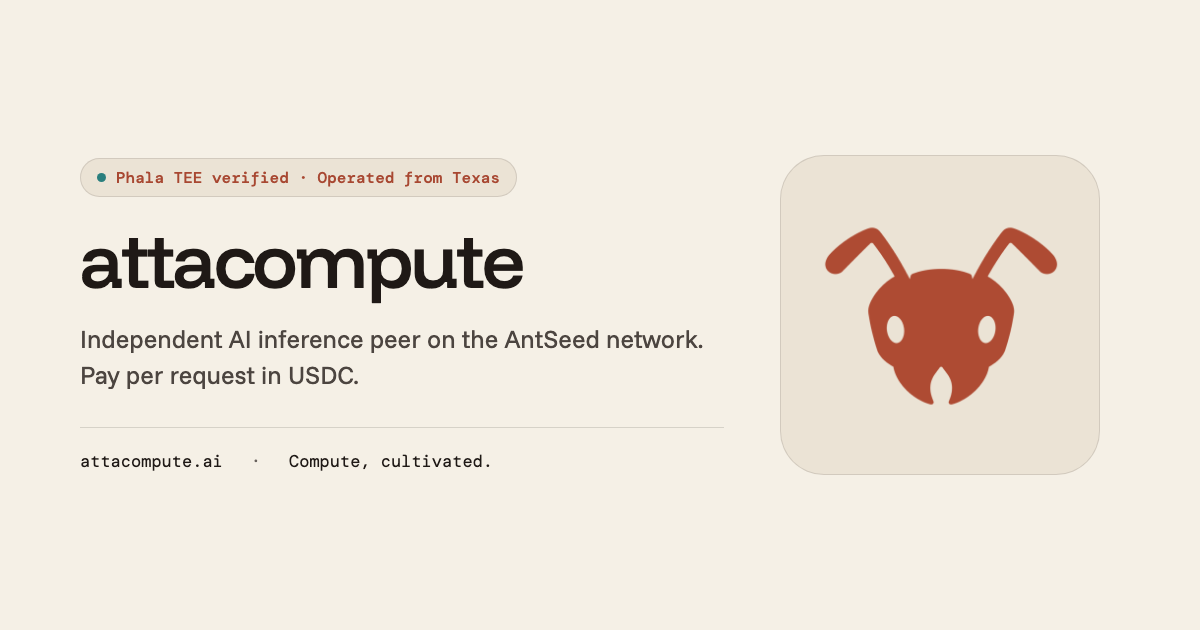 Phala TEE verified · Operated from Texas
attacompute
Independent AI inference peer on the AntSeed network.
Pay per request in USDC.
attacompute.ai · Compute, cultivated.